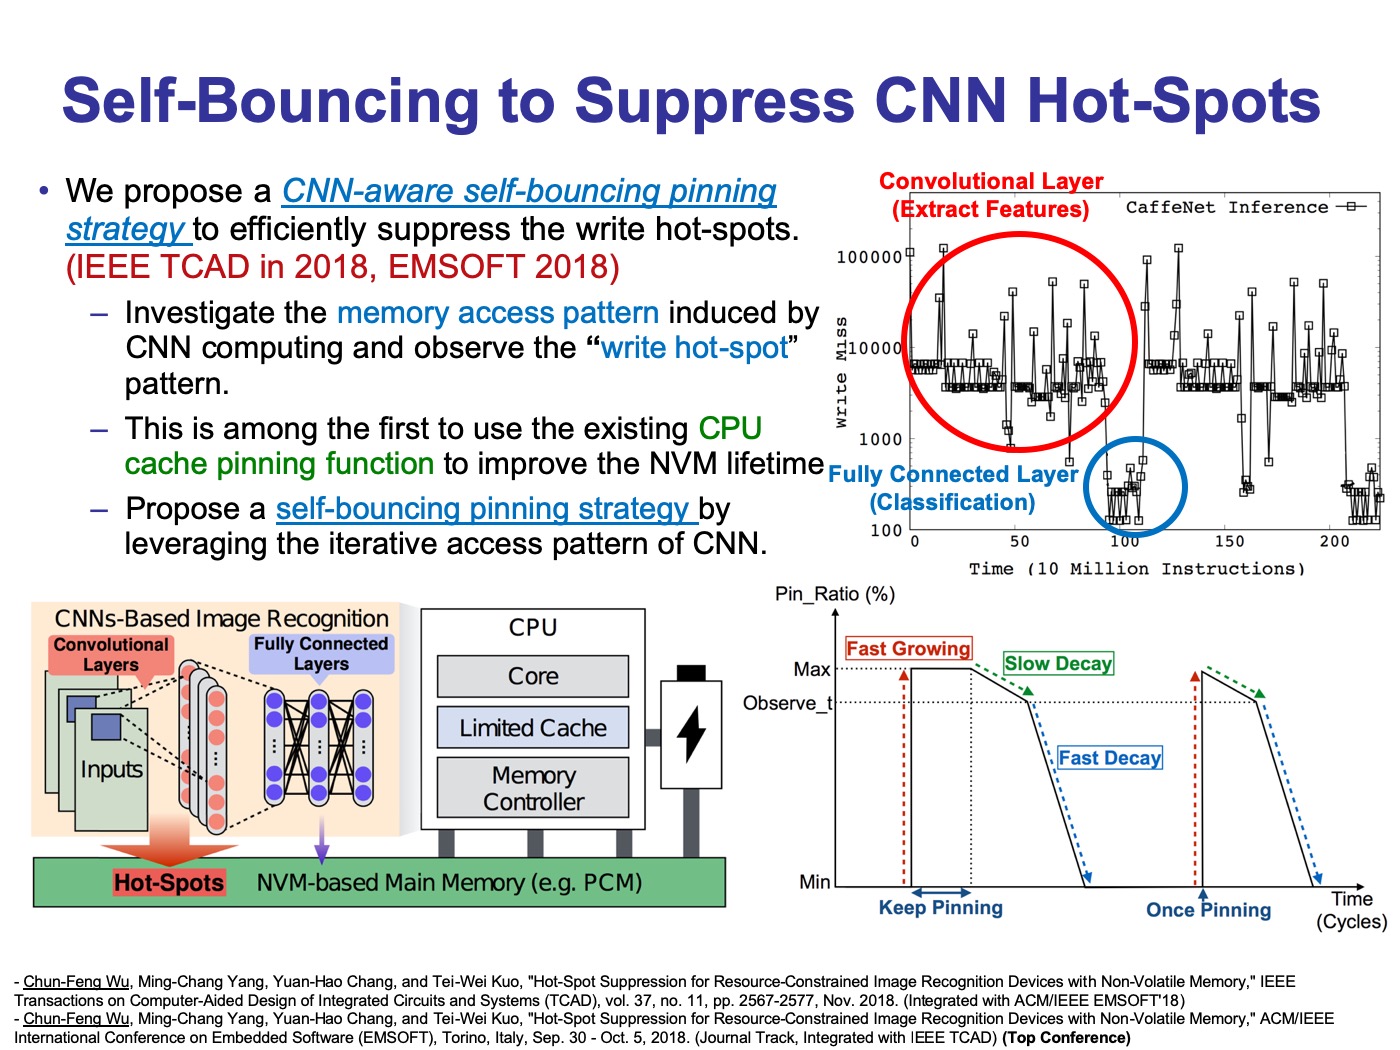 Self-Bouncing to Suppress CNN Hot-Spots
• We propose a CNN-aware self-bouncing pinning
strategy to efficiently suppress the write hot-spots.
(IEEE TCAD in 2018, EMSOFT 2018)
– Investigate the memory access pattern induced by
CNN computing and observe the “write hot-spot”
pattern.
– This is among the first to use the existing CPU
cache pinning function to improve the NVM lifetime
– Propose a self-bouncing pinning strategy by
leveraging the iterative access pattern of CNN.
Convolutional Layer
(Extract Features)
CaffeNet Inference
100000
10000
1000
100
Write Miss
Fully Connected Layer
(Classification)
0 50 100 150 200
Time (10 Million Instructions)
CNNs-Based Image Recognition
Convolutional
Layers
Fully Connected
Layers
Inputs
CPU
Core
Limited Cache
Memory
Controller
Hot-Spots
NVM-based Main Memory (e.g. PCM)
Pin_Ratio (%)
Fast Growing
Slow Decay
Max
Observe_t
Fast Decay
Min
Keep Pinning
Once Pinning
Time
(Cycles)
- Chun-Feng Wu, Ming-Chang Yang, Yuan-Hao Chang, and Tei-Wei Kuo, "Hot-Spot Suppression for Resource-Constrained Image Recognition Devices with Non-Volatile Memory," IEEE
Transactions on Computer-Aided Design of Integrated Circuits and Systems (TCAD), vol. 37, no. 11, pp. 2567-2577, Nov. 2018. (Integrated with ACM/IEEE EMSOFT'18)
- Chun-Feng Wu, Ming-Chang Yang, Yuan-Hao Chang, and Tei-Wei Kuo, "Hot-Spot Suppression for Resource-Constrained Image Recognition Devices with Non-Volatile Memory," ACM/IEEE
International Conference on Embedded Software (EMSOFT), Torino, Italy, Sep. 30 - Oct. 5, 2018. (Journal Track, Integrated with IEEE TCAD) (Top Conference)